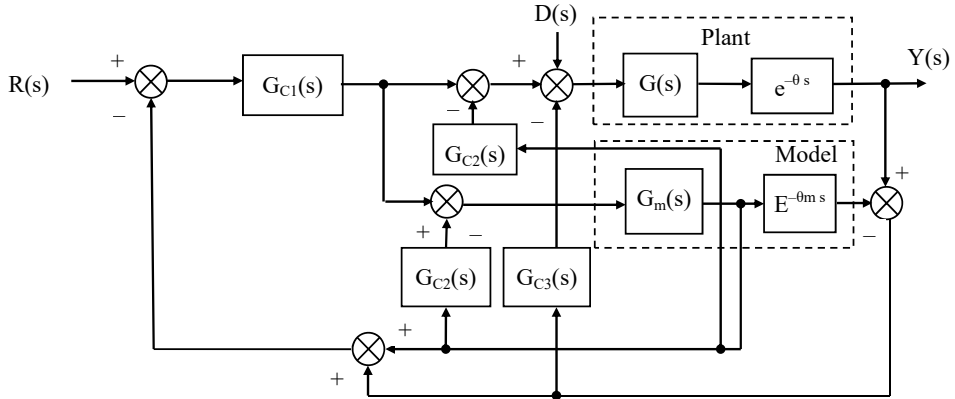 D(s)
Plant
Y(s)
R(s)
+
+
−
−
−
G_C1(s)
G(s)
e^−θ s
G_C2(s)
Model
G_m(s)
E^−θm s
+
−
+
−
G_C2(s)
G_C3(s)
+
+